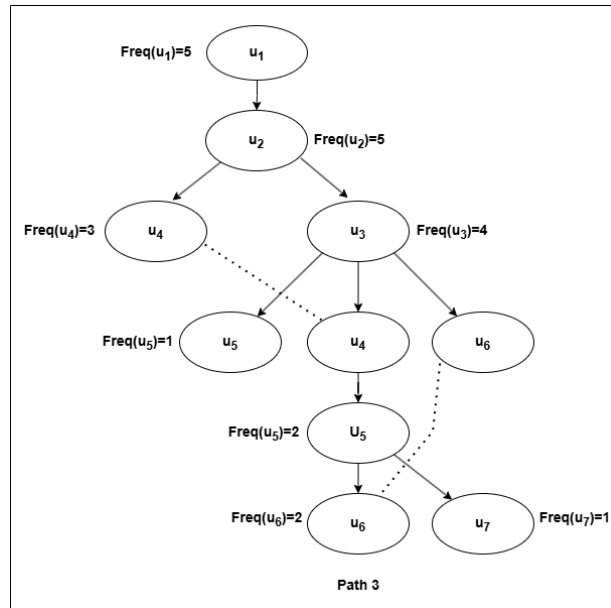 Freq(u₁)=5 u₁
u₂ Freq(u₂)=5
Freq(u₄)=3 u₄ u₃ Freq(u₃)=4
Freq(u₅)=1 u₅ u₄ u₆
Freq(u₅)=2 U₅
Freq(u₆)=2 u₆ u₇ Freq(u₇)=1
Path 3